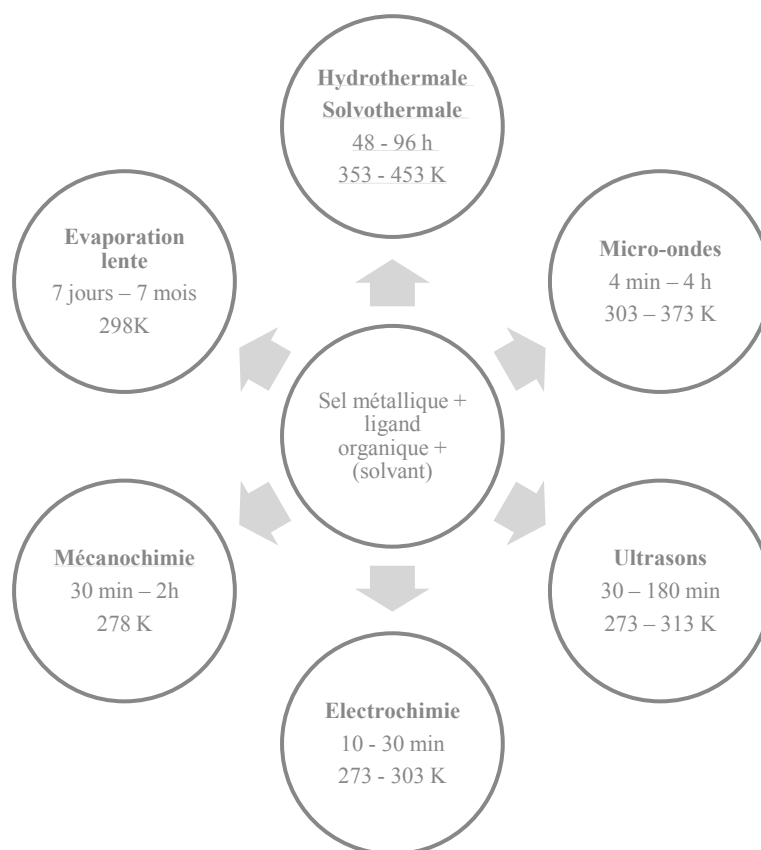 Hydrothermale
Solvothermale
48 - 96 h
353 - 453 K
Evaporation
lente
7 jours – 7 mois
298K
Micro-ondes
4 min – 4 h
303 – 373 K
Sel métallique +
ligand
organique +
(solvant)
Mécanochimie
30 min – 2h
278 K
Ultrasons
30 – 180 min
273 – 313 K
Electrochimie
10 - 30 min
273 - 303 K